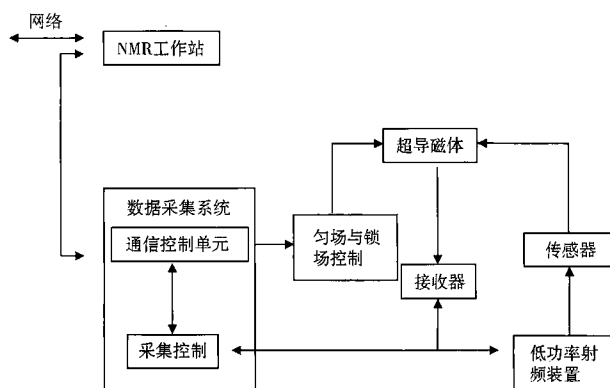 网络
NMR工作站
超导磁体
数据采集系统
通信控制单元
匀场与锁
场控制
传感器
接收器
采集控制
低功率射
频装置